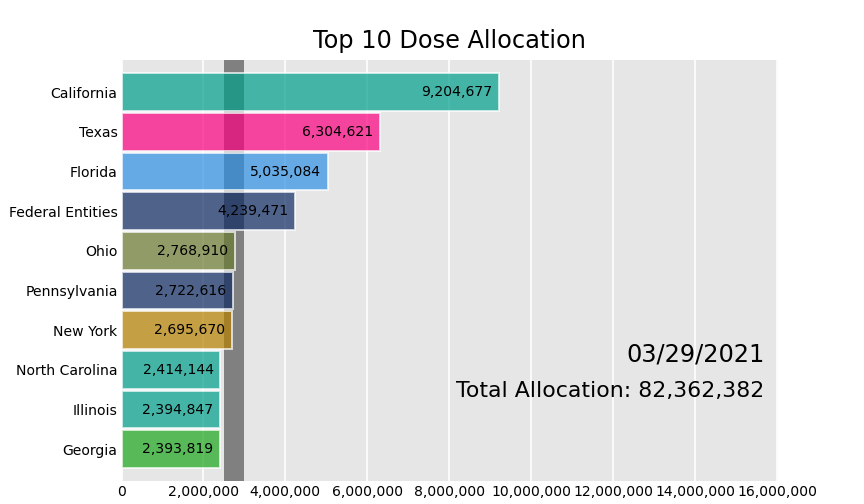 Top 10 Dose Allocation
California 9,204,677
Texas 6,304,621
Florida 5,035,084
Federal Entities 4,239,471
Ohio 2,768,910
Pennsylvania 2,722,616
New York 2,695,670
North Carolina 2,414,144
Illinois 2,394,847
Georgia 2,393,819
03/29/2021
Total Allocation: 82,362,382
0 2,000,000 4,000,000 6,000,000 8,000,000 10,000,000 12,000,000 14,000,000 16,000,000